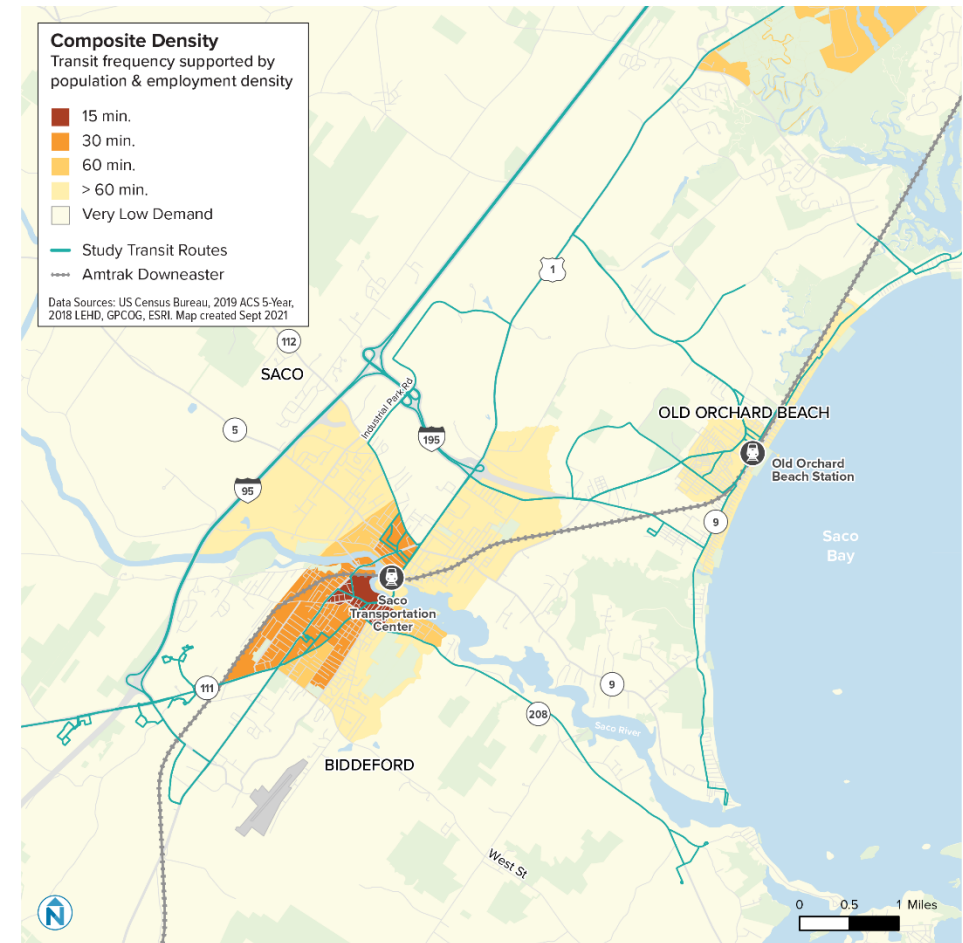 Composite Density
Transit frequency supported by
population & employment density
15 min.
30 min.
60 min.
> 60 min.
Very Low Demand
Study Transit Routes
Amtrak Downeaster
Data Sources: US Census Bureau, 2019 ACS 5-Year,
2018 LEHD, GPCOG, ESRI. Map created Sept 2021
1
112
SACO
Industrial Park Rd
5
195
OLD ORCHARD BEACH
Old Orchard
Beach Station
95
9
Saco
Bay
Saco
Transportation
Center
111
9
208
Saco River
BIDDEFORD
West St
N
0 0.5 1 Miles